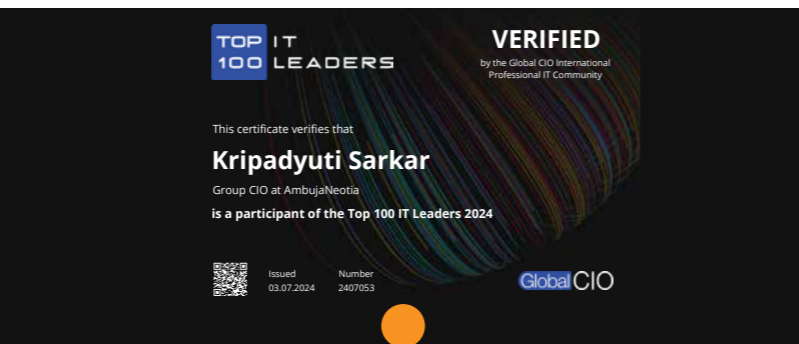 TOP IT
100 LEADERS
VERIFIED
by the Global CIO International
Professional IT Community
This certificate verifies that
Kripadyuti Sarkar
Group CIO at AmbujaNeotia
is a participant of the Top 100 IT Leaders 2024
Issued
03.07.2024
Number
2407053
Global CIO